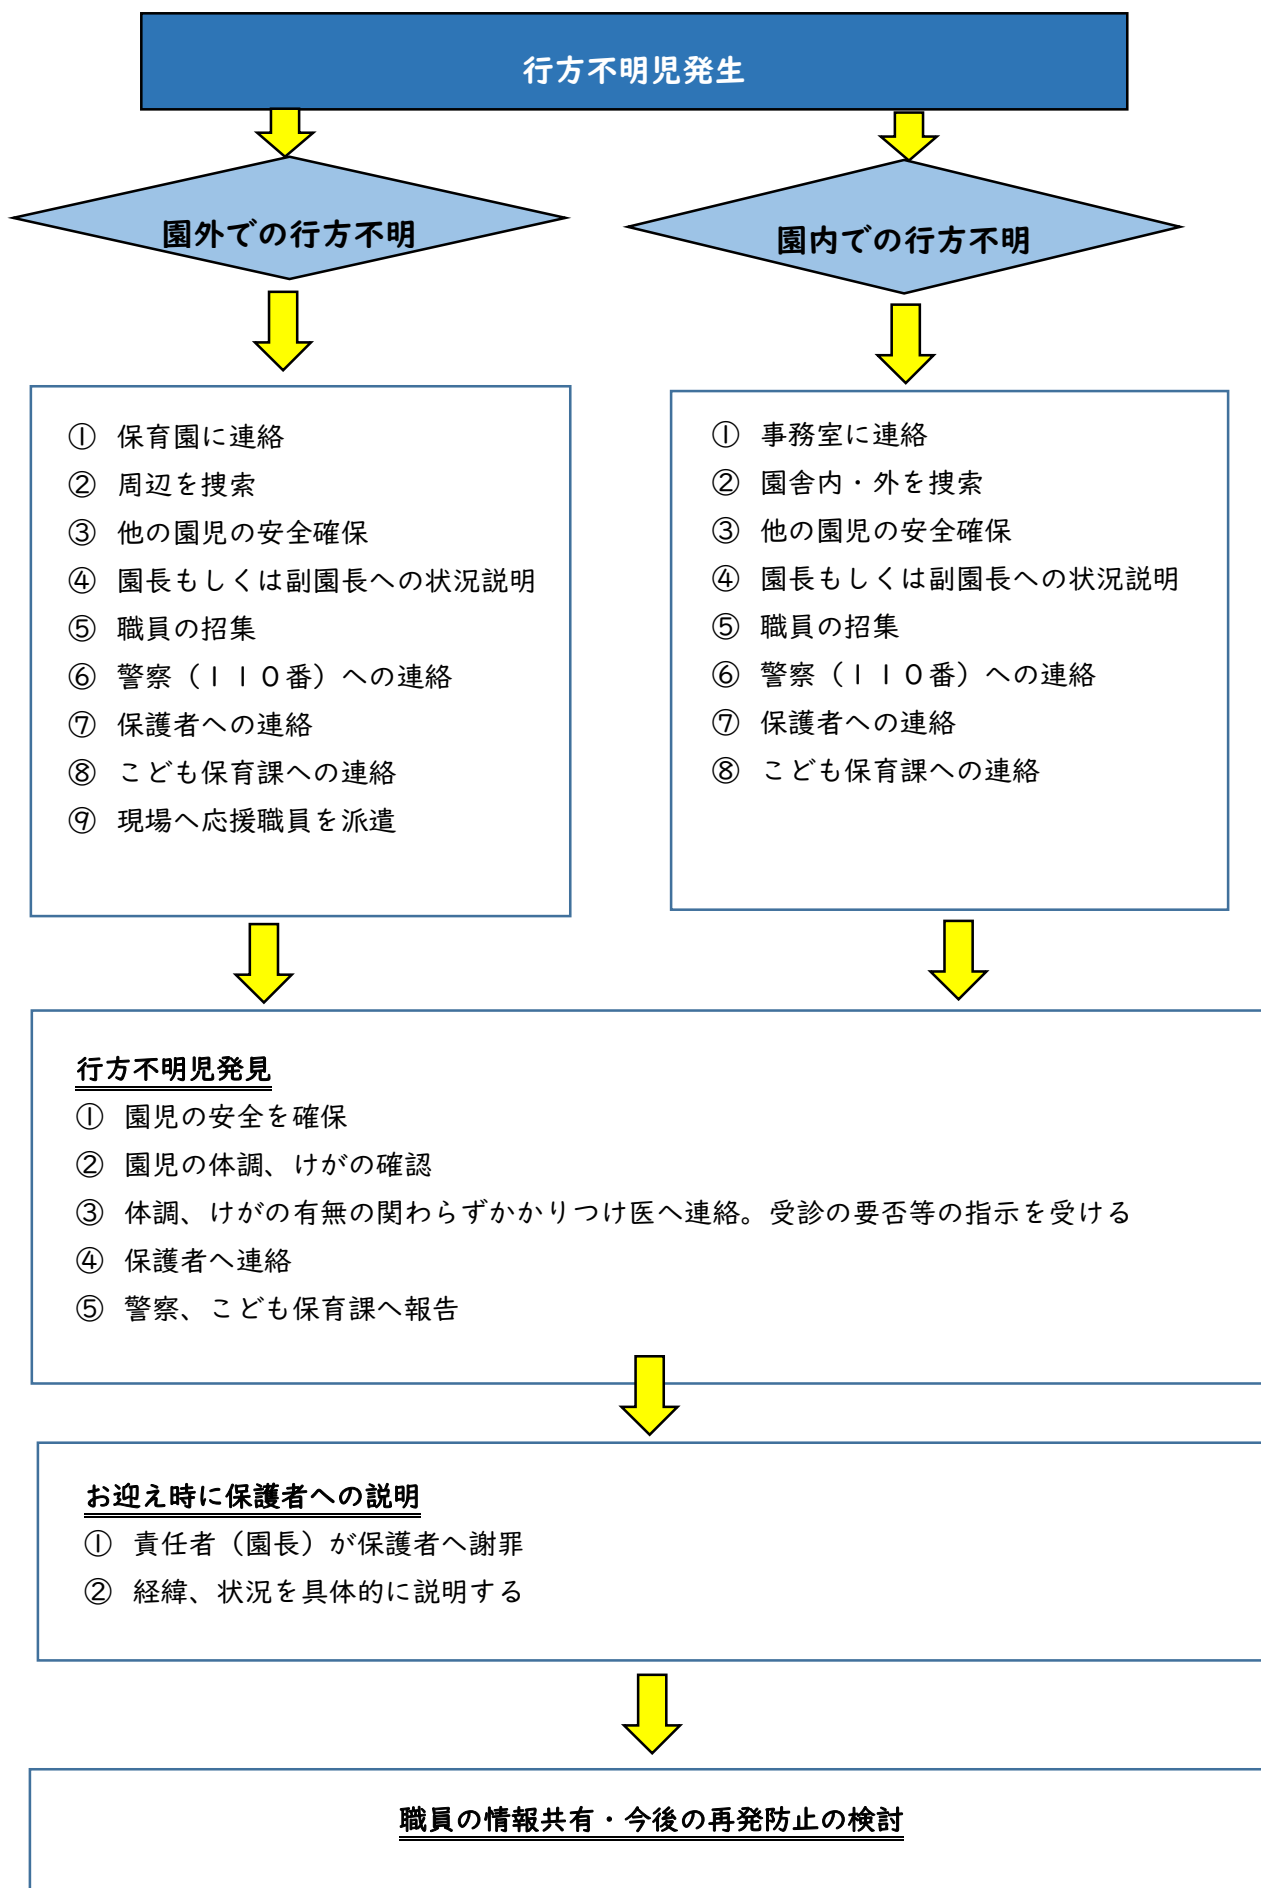 行方不明児発生
園外での行方不明
園内での行方不明
① 保育園に連絡
② 周辺を捜索
③ 他の園児の安全確保
④ 園長もしくは副園長への状況説明
⑤ 職員の招集
⑥ 警察（１１０番）への連絡
⑦ 保護者への連絡
⑧ こども保育課への連絡
⑨ 現場へ応援職員を派遣
① 事務室に連絡
② 園舎内・外を捜索
③ 他の園児の安全確保
④ 園長もしくは副園長への状況説明
⑤ 職員の招集
⑥ 警察（１１０番）への連絡
⑦ 保護者への連絡
⑧ こども保育課への連絡
行方不明児発見
① 園児の安全を確保
② 園児の体調、けがの確認
③ 体調、けがの有無の関わらずかかりつけ医へ連絡。受診の要否等の指示を受ける
④ 保護者へ連絡
⑤ 警察、こども保育課へ報告
お迎え時に保護者への説明
① 責任者（園長）が保護者へ謝罪
② 経緯、状況を具体的に説明する
職員の情報共有・今後の再発防止の検討